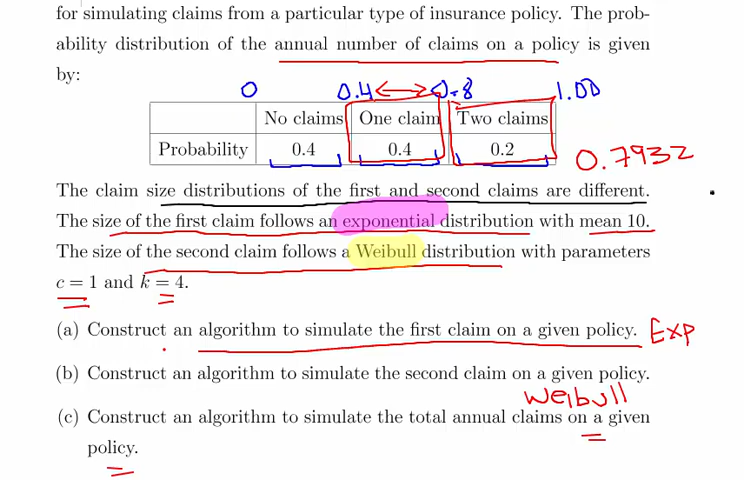 for simulating claims from a particular type of insurance policy. The prob-
ability distribution of the annual number of claims on a policy is given
by:
0 0.4 0.8 1.00
No claims One claim Two claims
Probability 0.4 0.4 0.2 0.7932
The claim size distributions of the first and second claims are different.
The size of the first claim follows an exponential distribution with mean 10.
The size of the second claim follows a Weibull distribution with parameters
c = 1 and k = 4.
(a) Construct an algorithm to simulate the first claim on a given policy. Exp
(b) Construct an algorithm to simulate the second claim on a given policy.
Weibull
(c) Construct an algorithm to simulate the total annual claims on a given
policy.